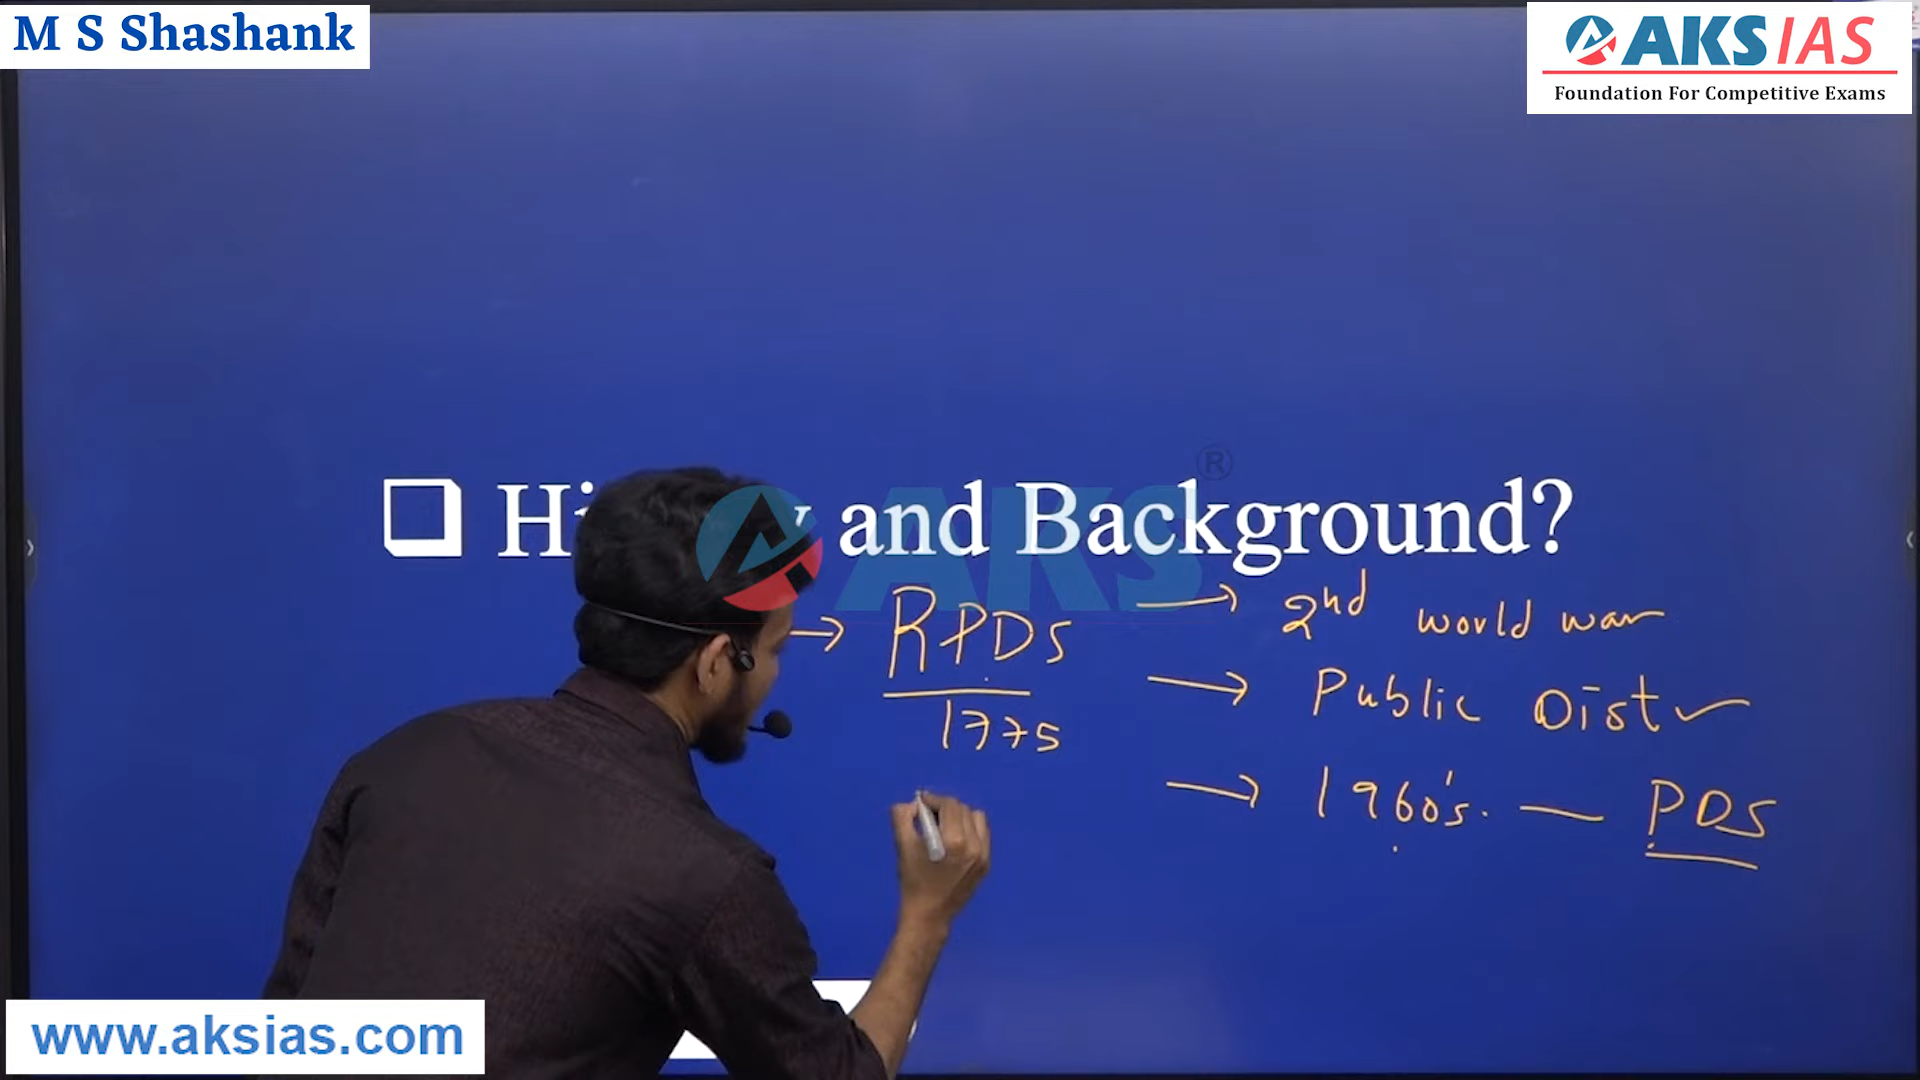 M S Shashank
AKS IAS
Foundation For Competitive Exams
and Background?
AKS ®
→ RPDS
1775
→ 2nd world war
→ Public Dist
→ 1960's. — PDS
www.aksias.com